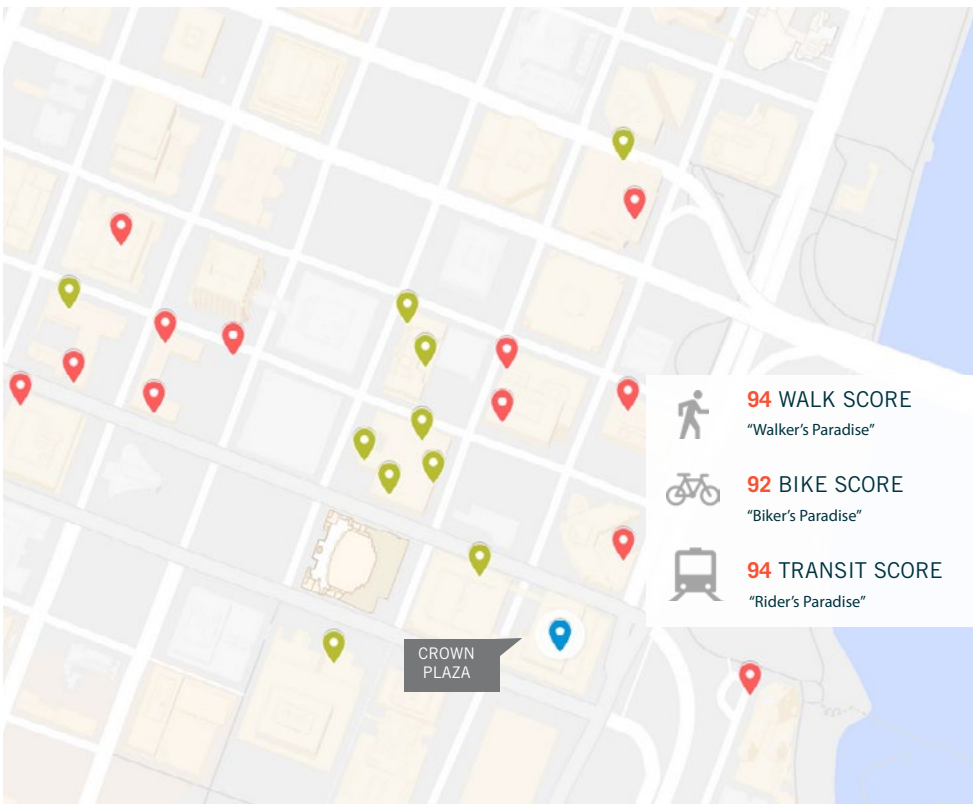 94 WALK SCORE
“Walker’s Paradise”
92 BIKE SCORE
“Biker’s Paradise”
94 TRANSIT SCORE
“Rider’s Paradise”
CROWN
PLAZA